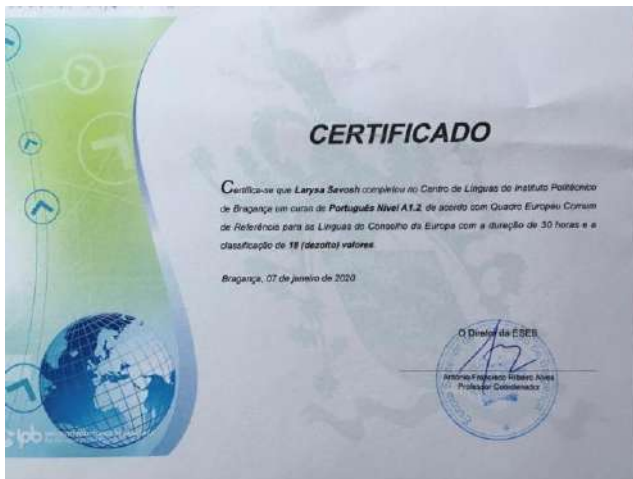 CERTIFICADO
Certifica-se que Larysa Savosh completou no Centro de Línguas do Instituto Politécnico
de Bragança um curso de Português Nível A1.2, de acordo com Quadro Europeu Comum
de Referência para as Línguas do Conselho da Europa com a duração de 30 horas e a
classificação de 18 (dezoito) valores.
Bragança, 07 de janeiro de 2020
O Diretor da ESEB
António Francisco Ribeiro Alves
Professor Coordenador
ipb